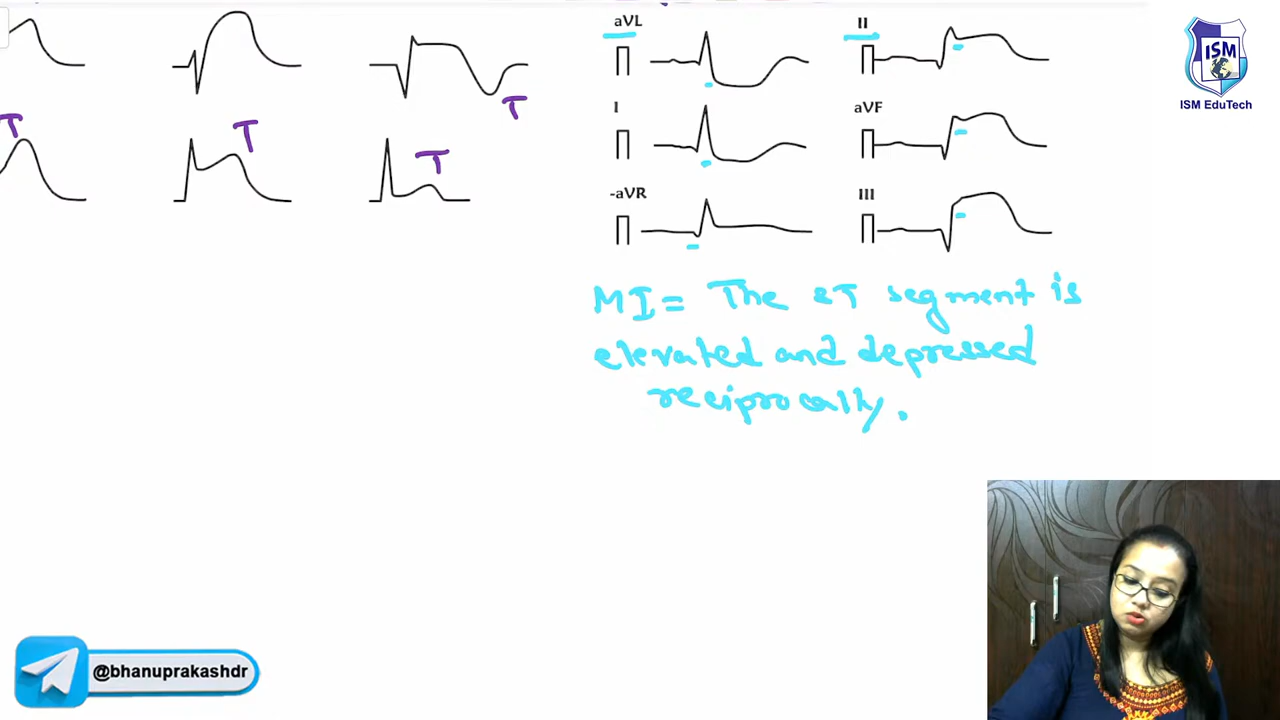 aVL
II
ISM
ISM EduTech
T
I
aVF
T
T
T
-aVR
III
MI = The ST segment is
elevated and depressed
reciprocally.
@bhanuprakashdr